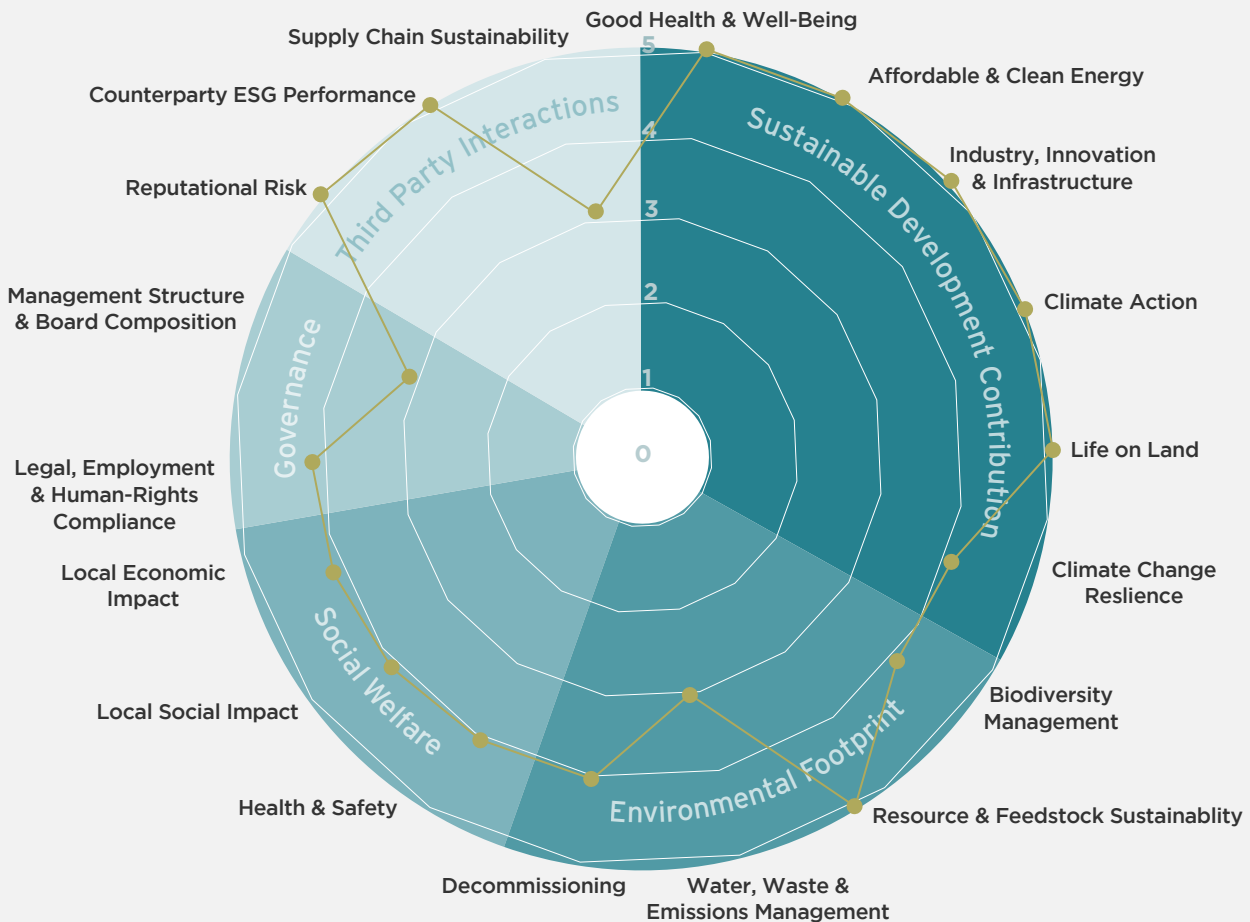 Good Health & Well-Being
Supply Chain Sustainability
5
Affordable & Clean Energy
Counterparty ESG Performance
Third Party Interactions
Sustainable Development Contribution
4
Industry, Innovation
& Infrastructure
Reputational Risk
3
Climate Action
Management Structure
& Board Composition
2
Governance
1
0
Life on Land
Legal, Employment
& Human-Rights
Compliance
Climate Change
Reslience
Local Economic
Impact
Social Welfare
Environmental Footprint
Biodiversity
Management
Local Social Impact
Health & Safety
Resource & Feedstock Sustainablity
Decommissioning
Water, Waste &
Emissions Management